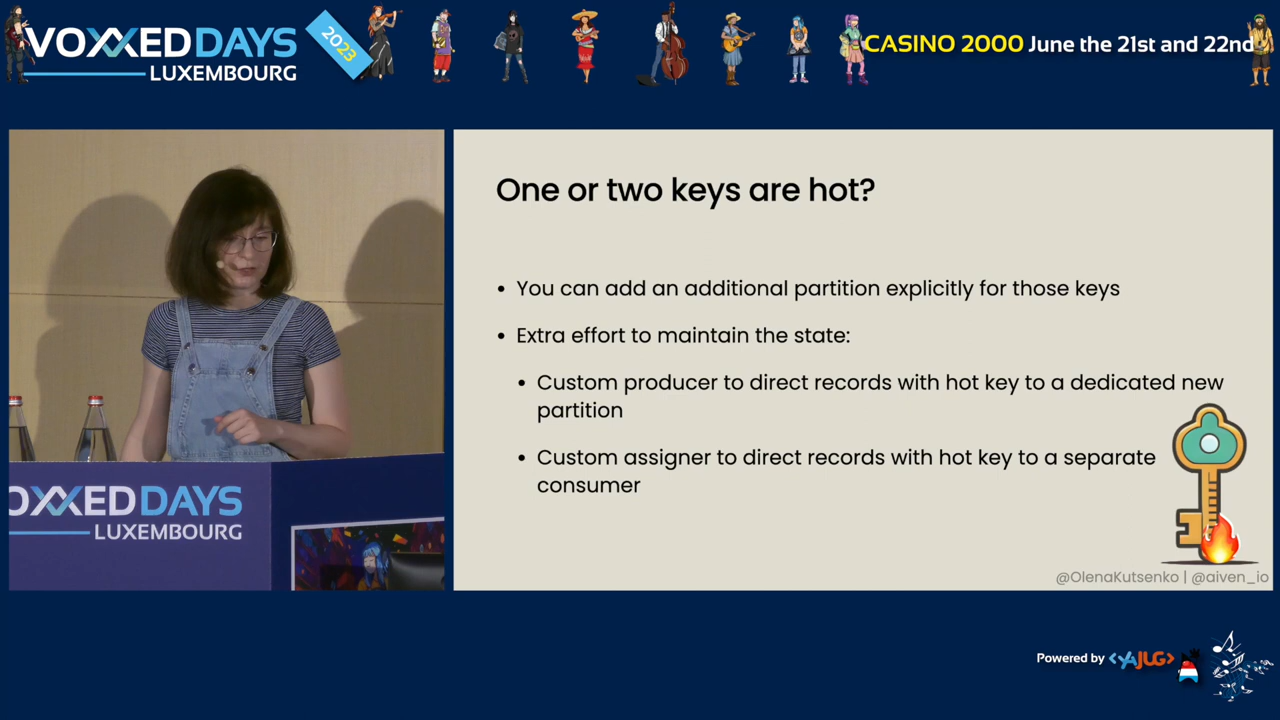 VOXXED DAYS
LUXEMBOURG
2023
CASINO 2000 June the 21st and 22nd
One or two keys are hot?
• You can add an additional partition explicitly for those keys
• Extra effort to maintain the state:
• Custom producer to direct records with hot key to a dedicated new
partition
• Custom assigner to direct records with hot key to a separate
consumer
@OlenaKutsenko | @aiven_io
OXXED DAYS
LUXEMBOURG
Powered by <YAJUG>